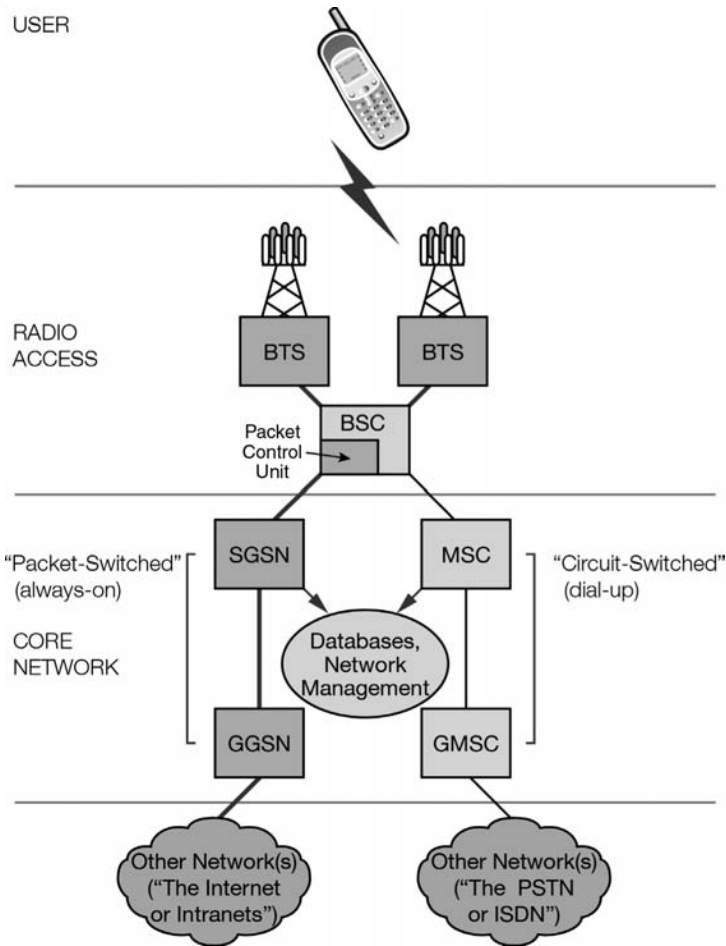 USER
RADIO
ACCESS
BTS
BTS
BSC
Packet
Control
Unit
"Packet-Switched"
(always-on)
SGSN
MSC
"Circuit-Switched"
(dial-up)
CORE
NETWORK
Databases,
Network
Management
GGSN
GMSC
Other Network(s)
("The Internet
or Intranets")
Other Network(s)
("The PSTN
or ISDN")